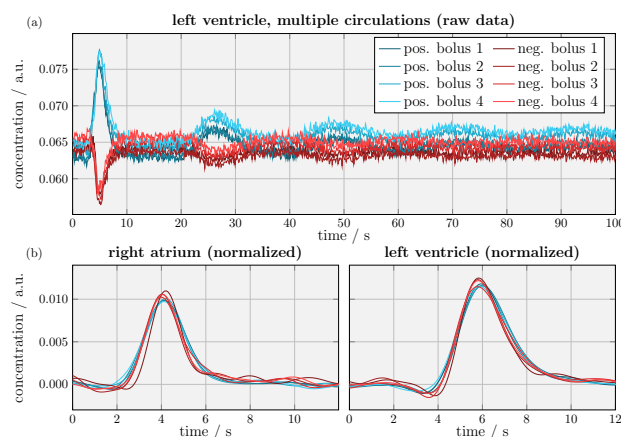 (a)
left ventricle, multiple circulations (raw data)
concentration / a.u.
0.075
0.070
0.065
0.060
pos. bolus 1
neg. bolus 1
pos. bolus 2
neg. bolus 2
pos. bolus 3
neg. bolus 3
pos. bolus 4
neg. bolus 4
0 10 20 30 40 50 60 70 80 90 100
time / s
(b)
right atrium (normalized)
left ventricle (normalized)
concentration / a.u.
0.010
0.005
0.000
0 2 4 6 8 10
0 2 4 6 8 10 12
time / s
time / s